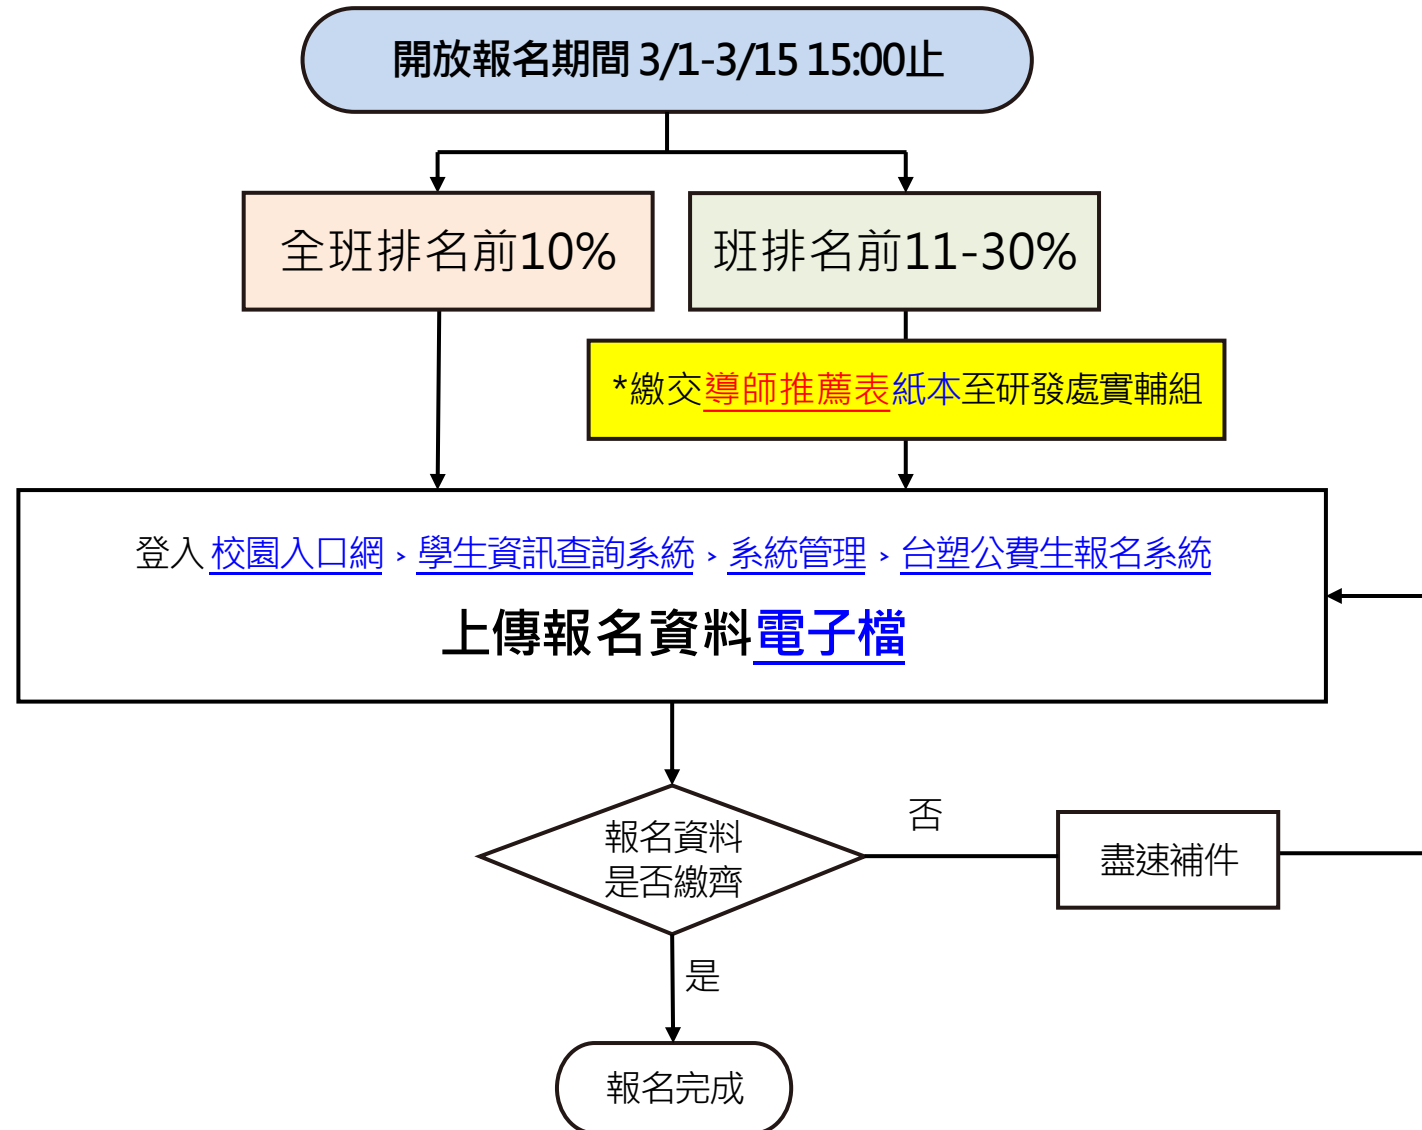 開放報名期間 3/1-3/15 15:00止
全班排名前10%
班排名前11-30%
*繳交導師推薦表紙本至研發處實輔組
登入 校園入口網 > 學生資訊查詢系統 > 系統管理 > 台塑公費生報名系統
上傳報名資料電子檔
報名資料
是否繳齊
否
盡速補件
是
報名完成